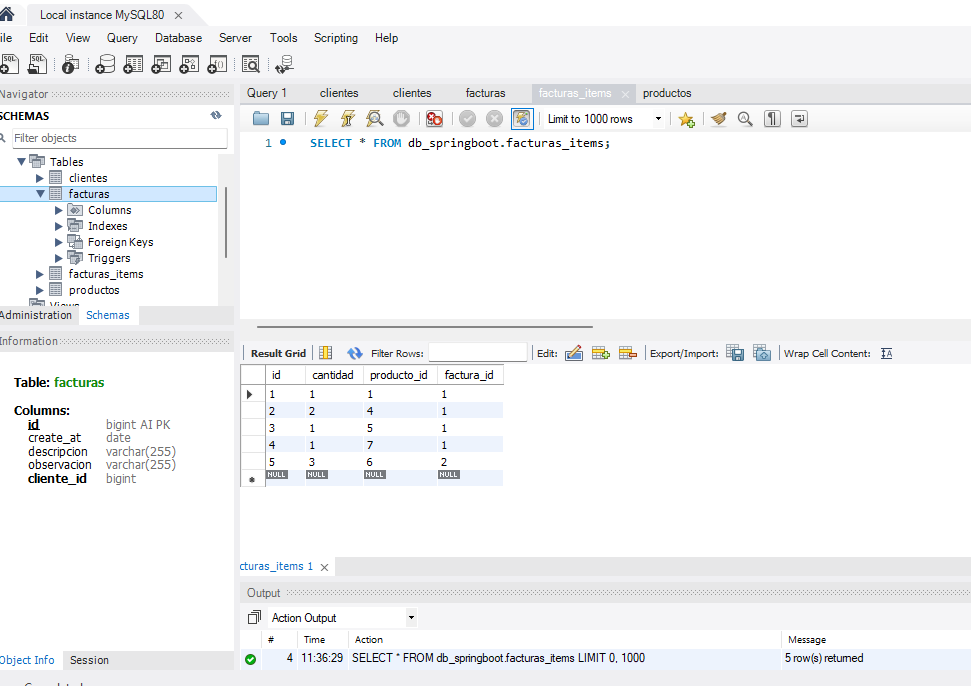 Local instance MySQL80
ile Edit View Query Database Server Tools Scripting Help
Navigator
SCHEMAS
Filter objects
Tables
clientes
facturas
Columns
Indexes
Foreign Keys
Triggers
facturas_items
productos
Views
Administration Schemas
Information
Table: facturas
Columns:
id bigint AI PK
create_at date
descripcion varchar(255)
observacion varchar(255)
cliente_id bigint
Object Info Session
Query 1 clientes clientes facturas facturas_items productos
Limit to 1000 rows
1 SELECT * FROM db_springboot.facturas_items;
Result Grid Filter Rows: Edit: Export/Import: Wrap Cell Content:
id cantidad producto_id factura_id
1 1 1 1
2 2 4 1
3 1 5 1
4 1 7 1
5 3 6 2
NULL NULL NULL NULL
cturas_items 1
Output
Action Output
# Time Action Message
4 11:36:29 SELECT * FROM db_springboot.facturas_items LIMIT 0, 1000 5 row(s) returned